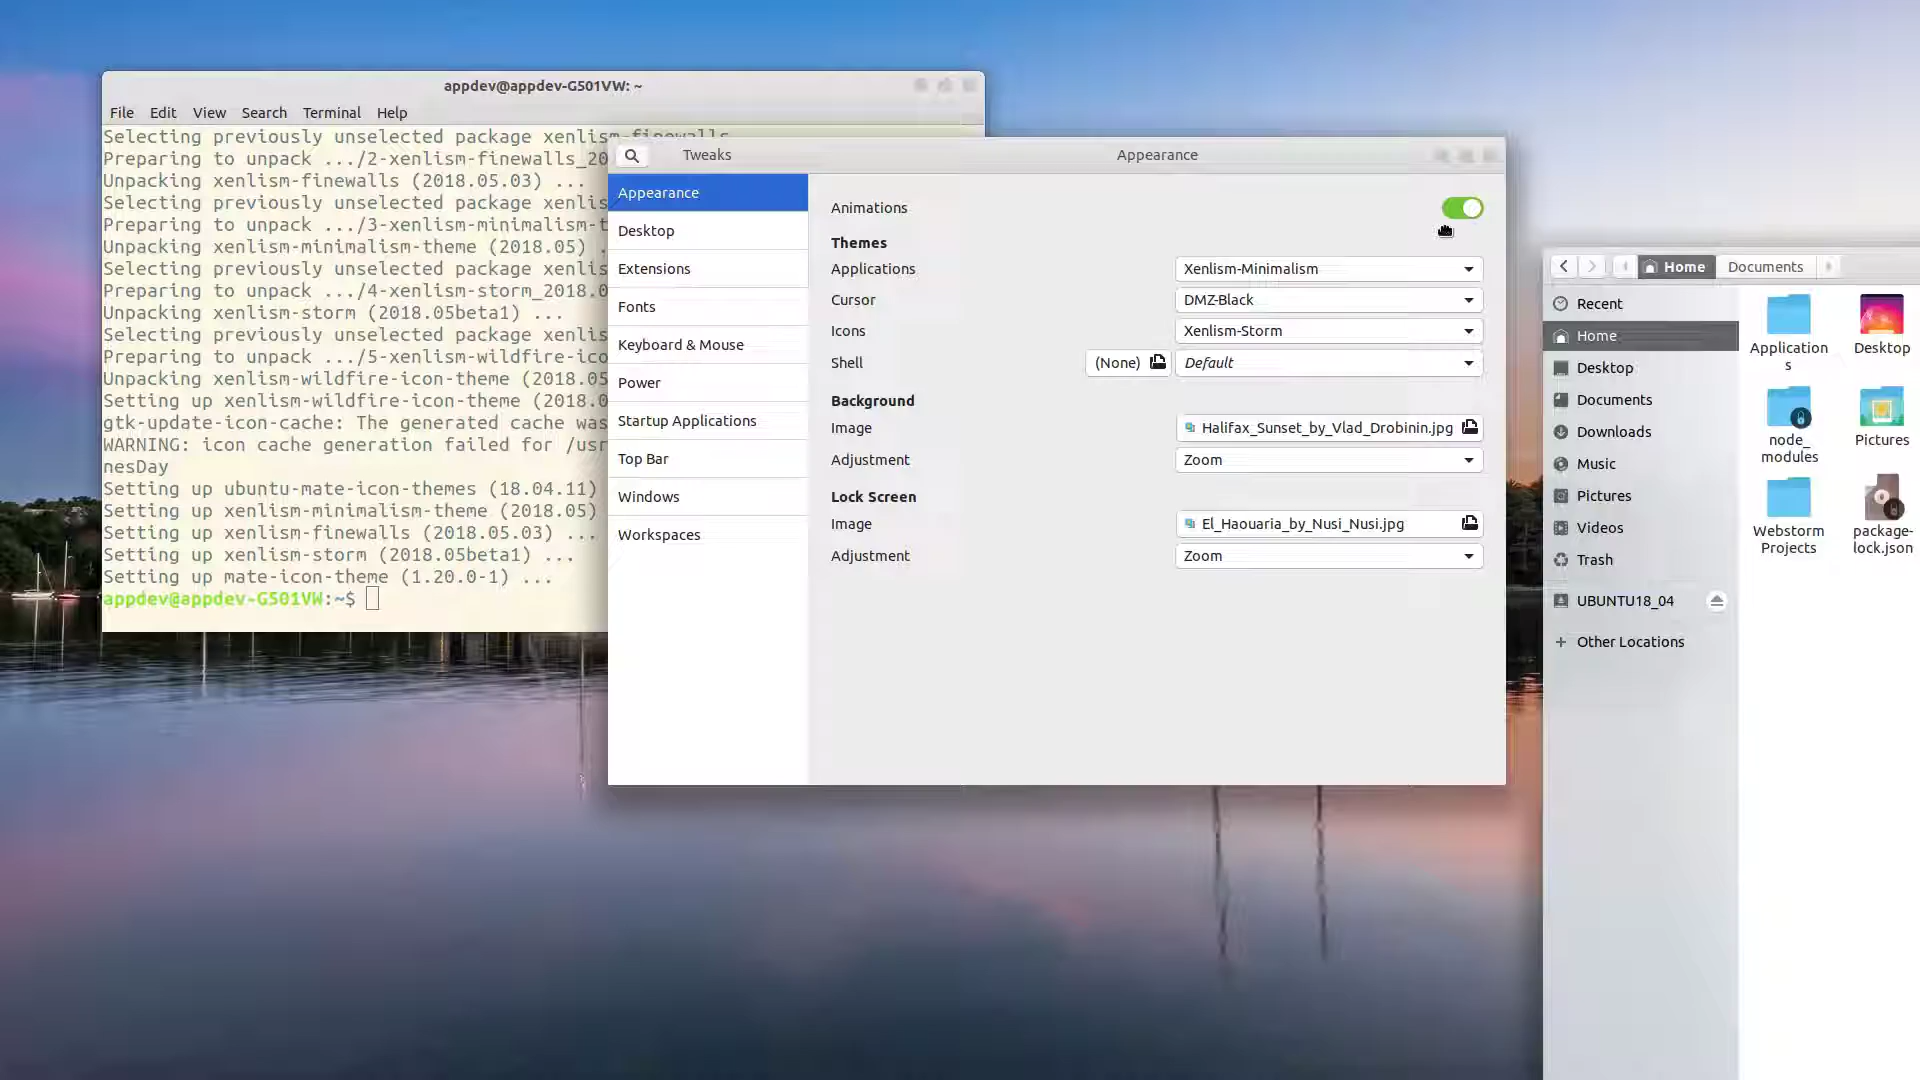 appdev@appdev-G501VW: ~
File Edit View Search Terminal Help
Selecting previously unselected package xenlism-finewalls.
Preparing to unpack .../2-xenlism-finewalls_20
Unpacking xenlism-finewalls (2018.05.03) ...
Selecting previously unselected package xenlis
Preparing to unpack .../3-xenlism-minimalism-t
Unpacking xenlism-minimalism-theme (2018.05) .
Selecting previously unselected package xenlis
Preparing to unpack .../4-xenlism-storm_2018.0
Unpacking xenlism-storm (2018.05beta1) ...
Selecting previously unselected package xenlis
Preparing to unpack .../5-xenlism-wildfire-ico
Unpacking xenlism-wildfire-icon-theme (2018.05
Setting up xenlism-wildfire-icon-theme (2018.0
gtk-update-icon-cache: The generated cache was
WARNING: icon cache generation failed for /usr
nesDay
Setting up ubuntu-mate-icon-themes (18.04.11)
Setting up xenlism-minimalism-theme (2018.05)
Setting up xenlism-finewalls (2018.05.03) ...
Setting up xenlism-storm (2018.05beta1) ...
Setting up mate-icon-theme (1.20.0-1) ...
appdev@appdev-G501VW:~$
Tweaks
Appearance
Appearance
Desktop
Extensions
Fonts
Keyboard & Mouse
Power
Startup Applications
Top Bar
Windows
Workspaces
Animations
Themes
Applications Xenlism-Minimalism
Cursor DMZ-Black
Icons Xenlism-Storm
Shell (None) Default
Background
Image Halifax_Sunset_by_Vlad_Drobinin.jpg
Adjustment Zoom
Lock Screen
Image El_Haouaria_by_Nusi_Nusi.jpg
Adjustment Zoom
Home Documents
Recent
Home
Desktop
Documents
Downloads
Music
Pictures
Videos
Trash
UBUNTU18_04
Other Locations
Application
s
Desktop
node_
modules
Pictures
Webstorm
Projects
package-
lock.json